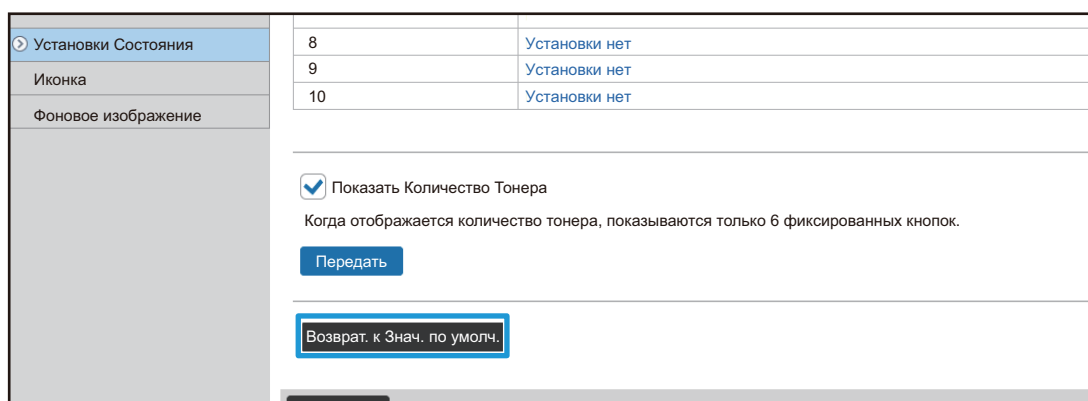 Установки Состояния
Иконка
Фоновое изображение
8 Установки нет
9 Установки нет
10 Установки нет
Показать Количество Тонера
Когда отображается количество тонера, показываются только 6 фиксированных кнопок.
Передать
Возврат. к Знач. по умолч.